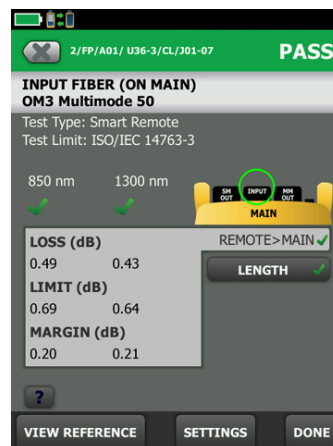 2/FP/A01/ U36-3/CL/J01-07
PASS
INPUT FIBER (ON MAIN)
OM3 Multimode 50
Test Type: Smart Remote
Test Limit: ISO/IEC 14763-3
850 nm 1300 nm
SM OUT INPUT MM OUT
MAIN
LOSS (dB) REMOTE>MAIN
0.49 0.43
LENGTH
LIMIT (dB)
0.69 0.64
MARGIN (dB)
0.20 0.21
?
VIEW REFERENCE SETTINGS DONE